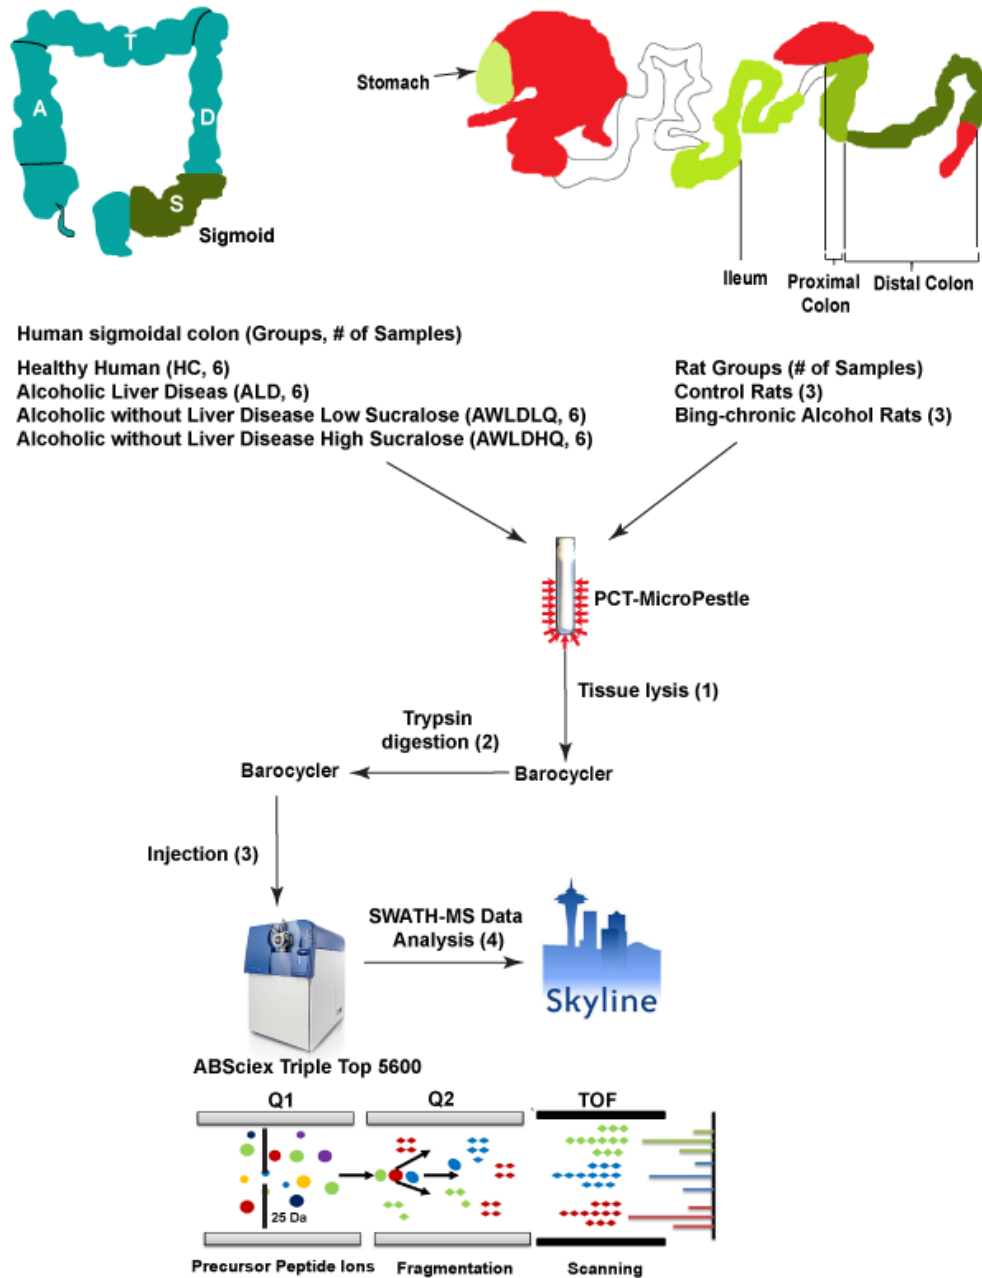 T
A
D
S
Sigmoid
Stomach
Ileum
Proximal
Colon
Distal Colon
Human sigmoidal colon (Groups, # of Samples)
Healthy Human (HC, 6)
Alcoholic Liver Diseas (ALD, 6)
Alcoholic without Liver Disease Low Sucralose (AWLDLQ, 6)
Alcoholic without Liver Disease High Sucralose (AWLDHQ, 6)
Rat Groups (# of Samples)
Control Rats (3)
Bing-chronic Alcohol Rats (3)
PCT-MicroPestle
Tissue lysis (1)
Trypsin
digestion (2)
Barocycler
Barocycler
Injection (3)
SWATH-MS Data
Analysis (4)
Skyline
ABSciex Triple Top 5600
Q1
Q2
TOF
25 Da
Precursor Peptide Ions
Fragmentation
Scanning